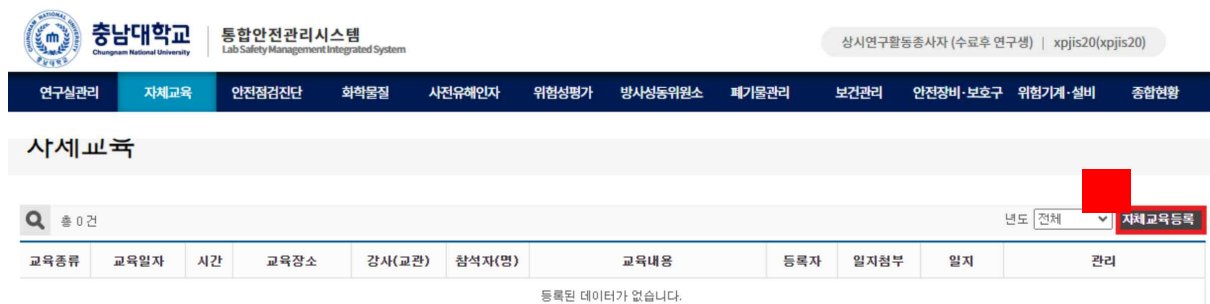 충남대학교
Chungnam National University
통합안전관리시스템
Lab Safety Management Integrated System
상시연구활동종사자 (수료후 연구생) | xpjis20(xpjis20)
연구실관리 자체교육 안전점검진단 화학물질 사전유해인자 위험성평가 방사성동위원소 폐기물관리 보건관리 안전장비·보호구 위험기계·설비 종합현황
자체교육
총 0 건 년도 전체 자체교육등록
교육종류 교육일자 시간 교육장소 강사(교관) 참석자(명) 교육내용 등록자 일지첨부 일지 관리
등록된 데이터가 없습니다.